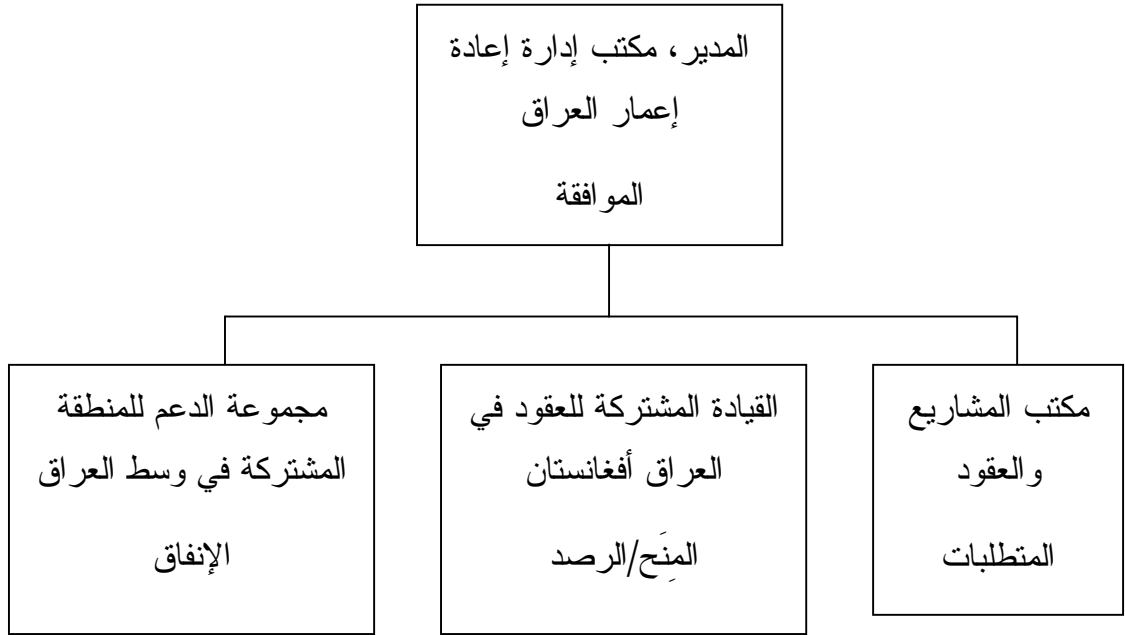 المدير، مكتب إدارة إعادة
إعمار العراق
الموافقة
مكتب المشاريع
والعقود
المتطلبات
القيادة المشتركة للعقود في
العراق أفغانستان
المِنَح/الرصد
مجموعة الدعم للمنطقة
المشتركة في وسط العراق
الإنفاق